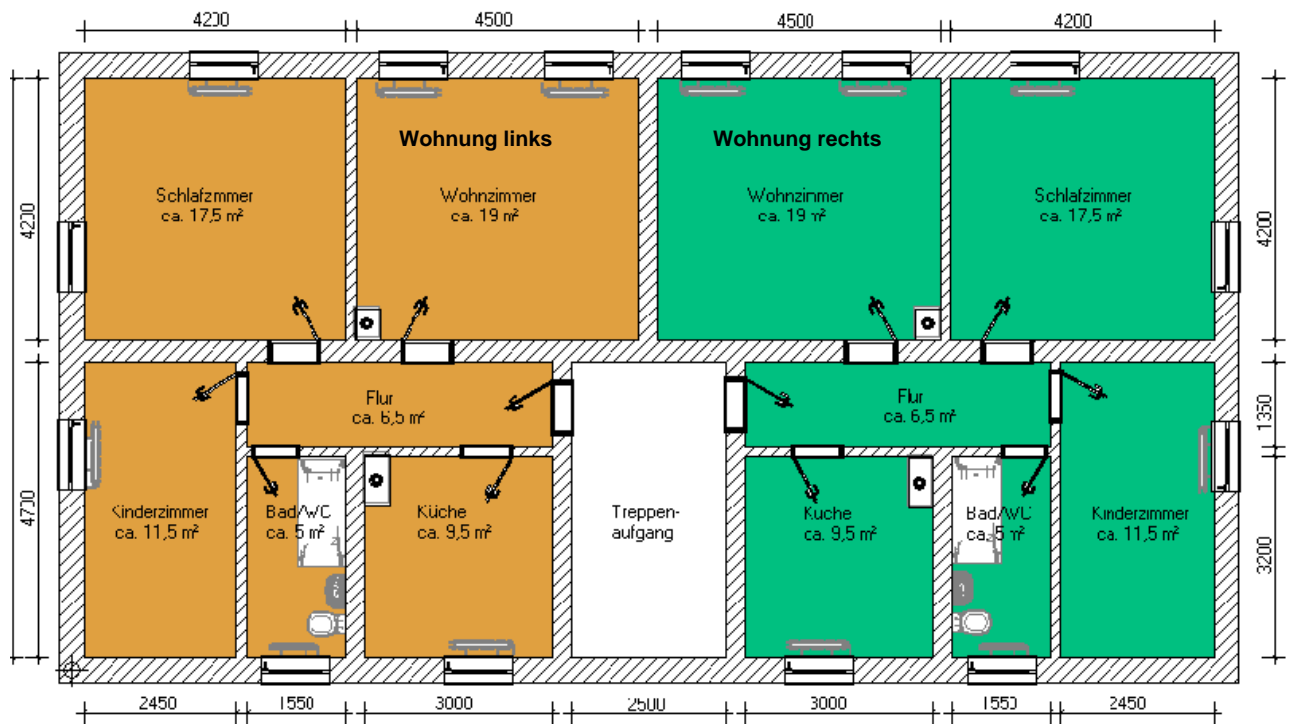 4200 4500 4500 4200
Wohnung links Wohnung rechts
Schlafzimmer Wohnzimmer Wohnzimmer Schlafzimmer
ca. 17,5 m² ca. 19 m² ca. 19 m² ca. 17,5 m²
4200 4200
Flur Flur
ca. 6,5 m² ca. 6,5 m²
1350
4700
Kinderzimmer Bad/WC Küche Treppen- Küche Bad/WC Kinderzimmer
ca. 11,5 m² ca. 5 m² ca. 9,5 m² aufgang ca. 9,5 m² ca. 5 m² ca. 11,5 m²
3200
2450 1550 3000 2500 3000 1550 2450